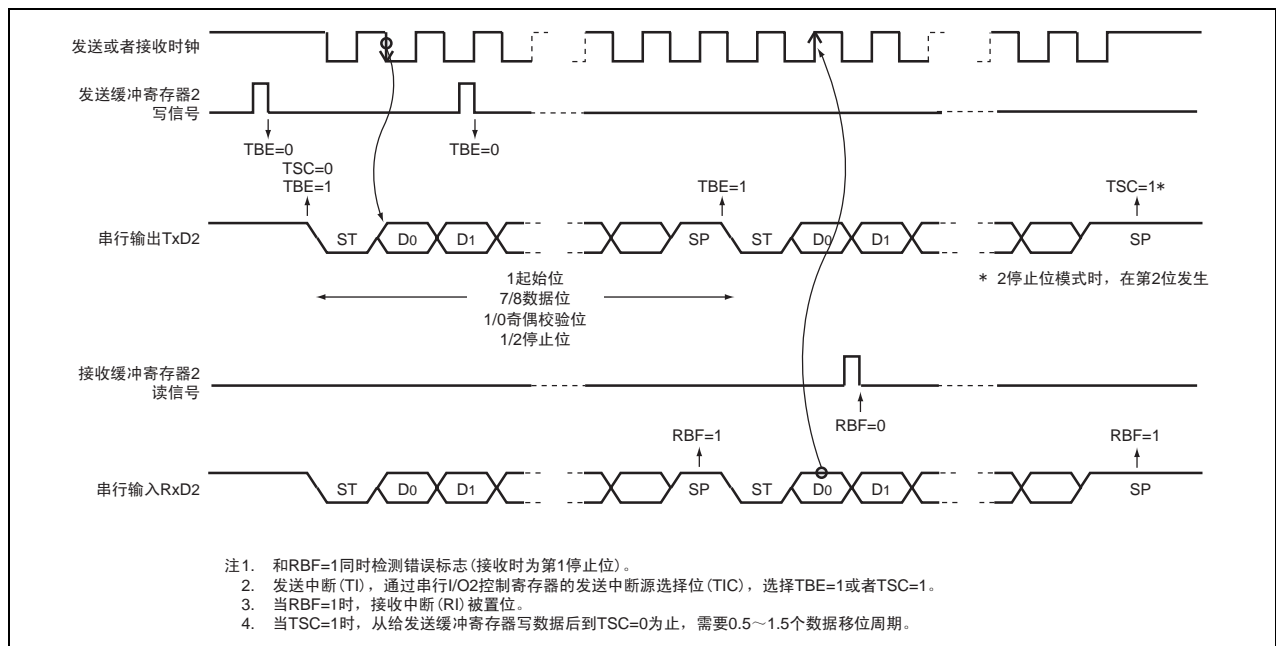 发送或者接收时钟
发送缓冲寄存器2
写信号
TBE=0
TBE=0
TSC=0
TBE=1
TBE=1
TSC=1*
串行输出TxD2
ST
D0
D1
SP
ST
D0
D1
SP
1起始位
7/8数据位
1/0奇偶校验位
1/2停止位
* 2停止位模式时，在第2位发生
接收缓冲寄存器2
读信号
RBF=0
RBF=1
RBF=1
串行输入RxD2
ST
D0
D1
SP
ST
D0
D1
SP
注1. 和RBF=1同时检测错误标志(接收时为第1停止位)。
2. 发送中断(TI)，通过串行I/O2控制寄存器的发送中断源选择位(TIC)，选择TBE=1或者TSC=1。
3. 当RBF=1时，接收中断(RI)被置位。
4. 当TSC=1时，从给发送缓冲寄存器写数据后到TSC=0为止，需要0.5～1.5个数据移位周期。